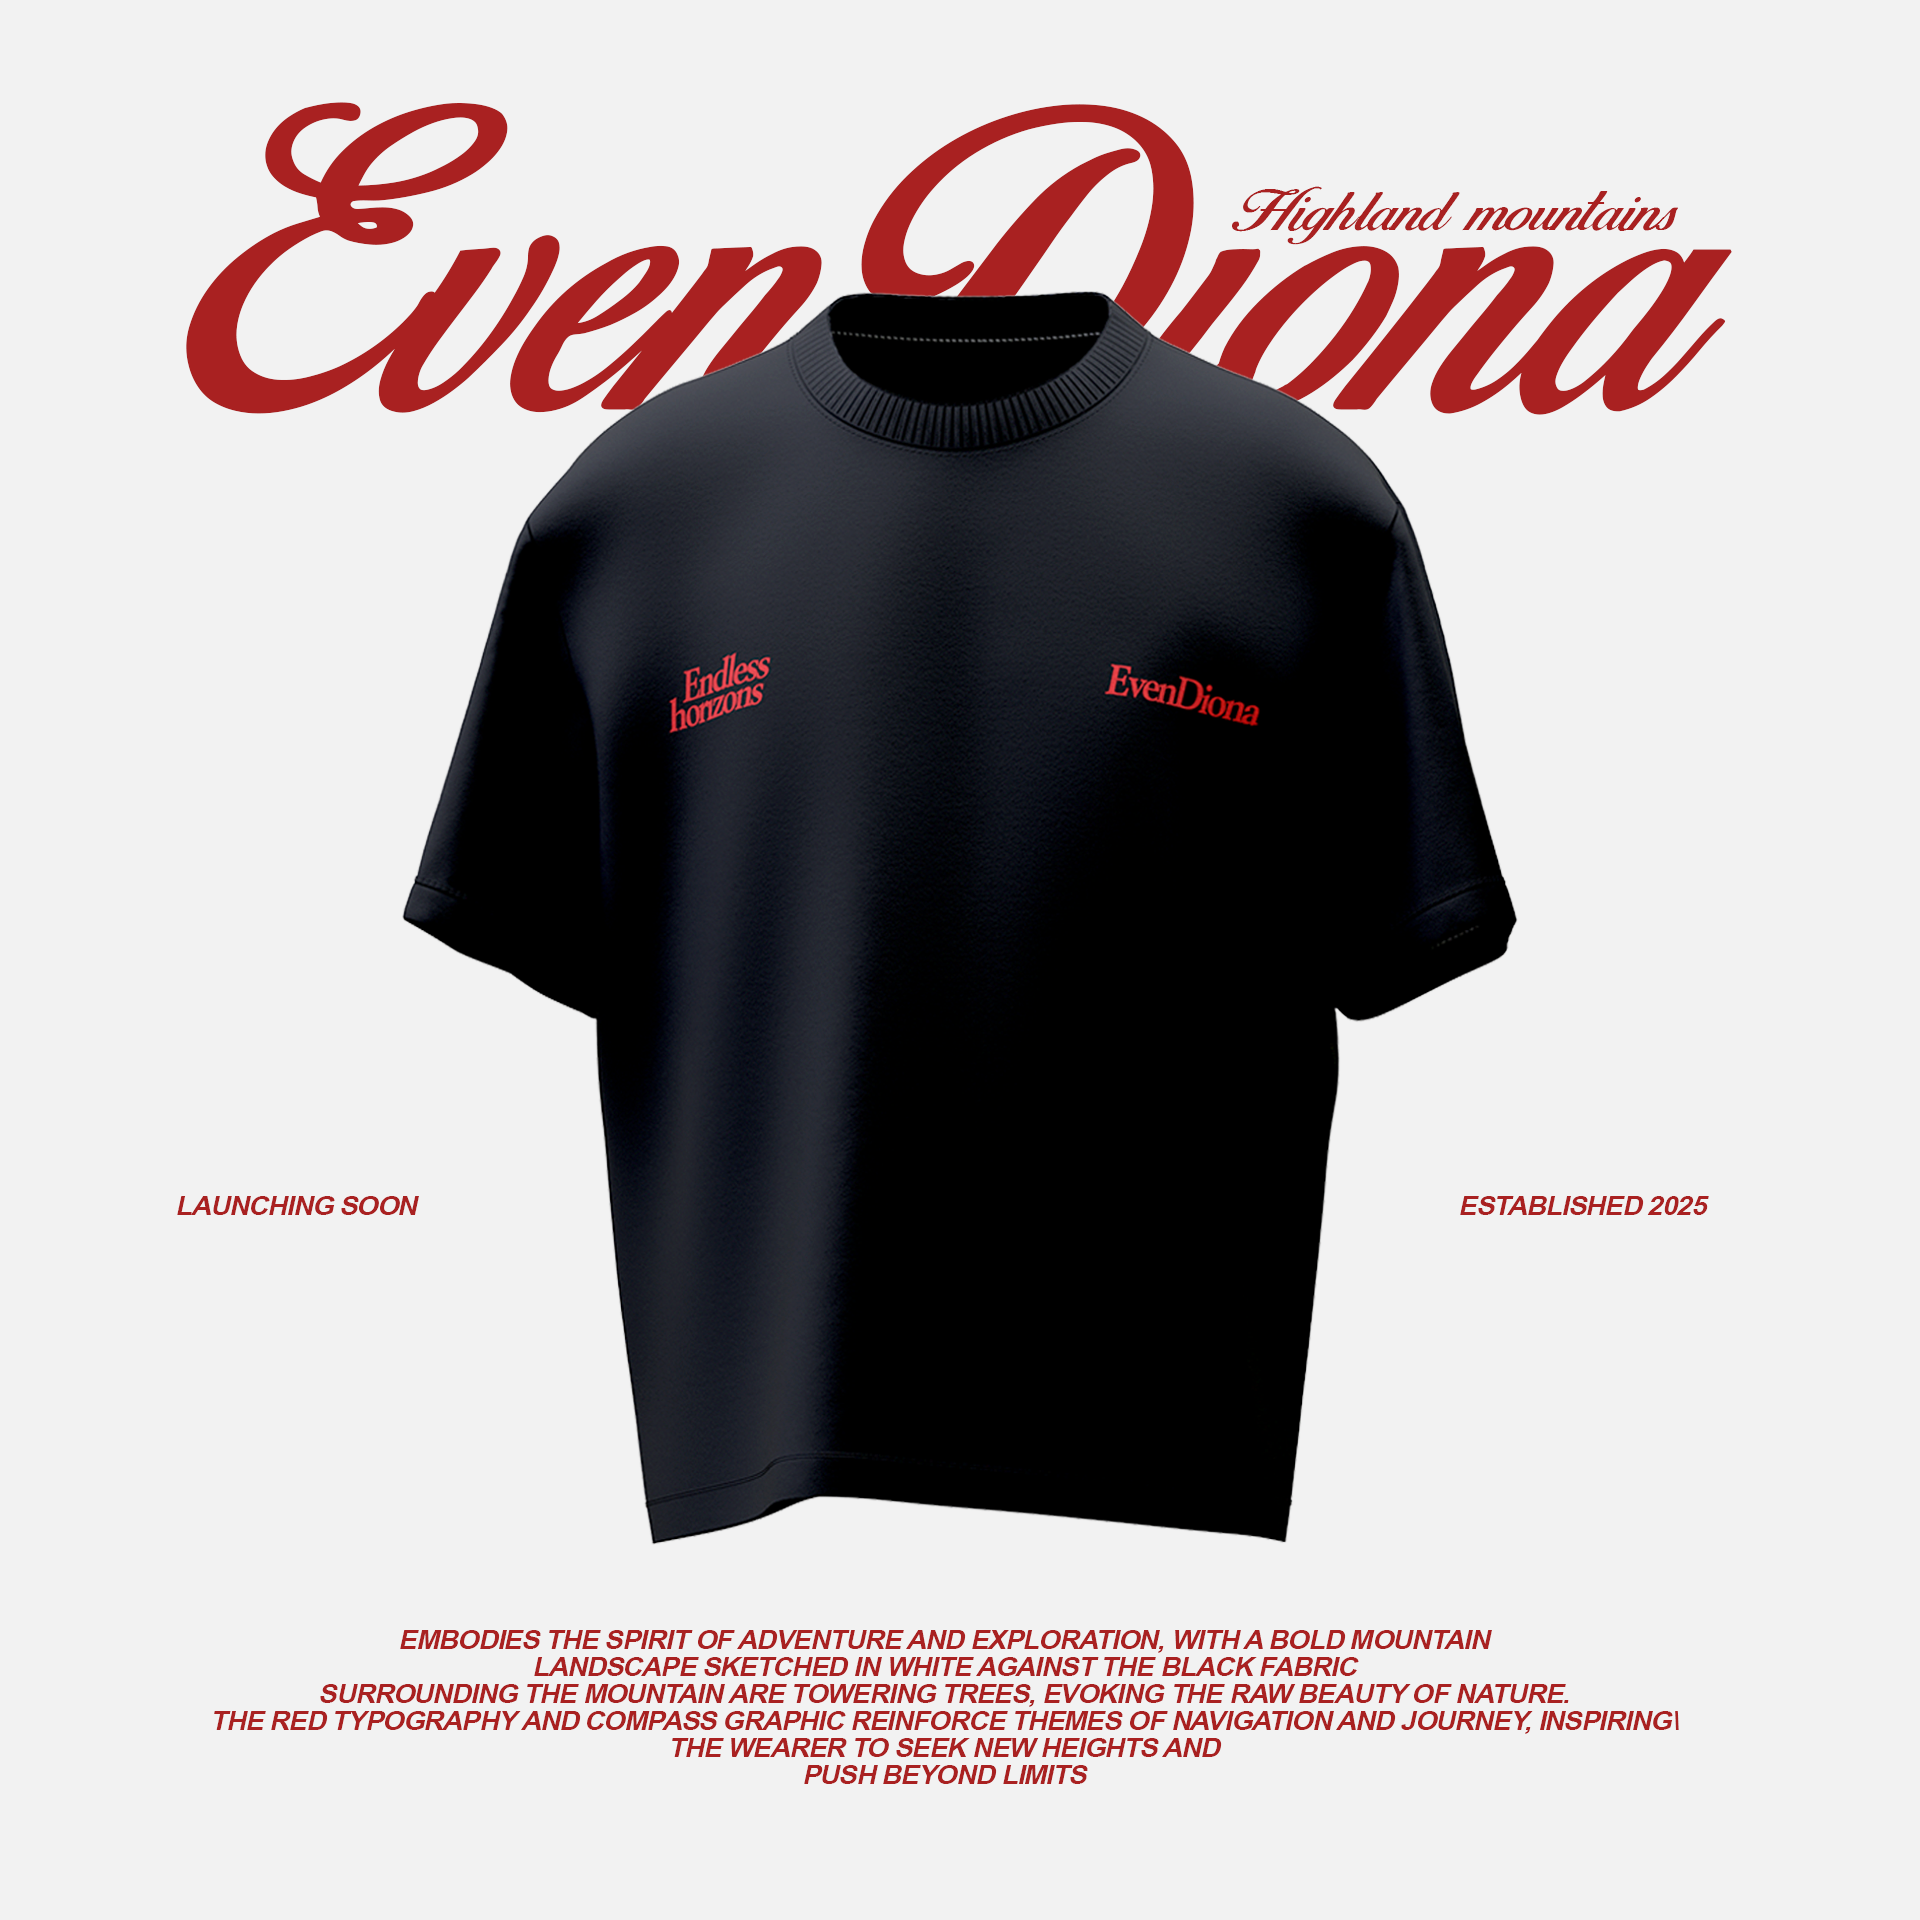 EvenDiona
Highland mountains
Endless
horizons
EvenDiona
LAUNCHING SOON
ESTABLISHED 2025
EMBODIES THE SPIRIT OF ADVENTURE AND EXPLORATION, WITH A BOLD MOUNTAIN
LANDSCAPE SKETCHED IN WHITE AGAINST THE BLACK FABRIC
SURROUNDING THE MOUNTAIN ARE TOWERING TREES, EVOKING THE RAW BEAUTY OF NATURE.
THE RED TYPOGRAPHY AND COMPASS GRAPHIC REINFORCE THEMES OF NAVIGATION AND JOURNEY, INSPIRING\
THE WEARER TO SEEK NEW HEIGHTS AND
PUSH BEYOND LIMITS